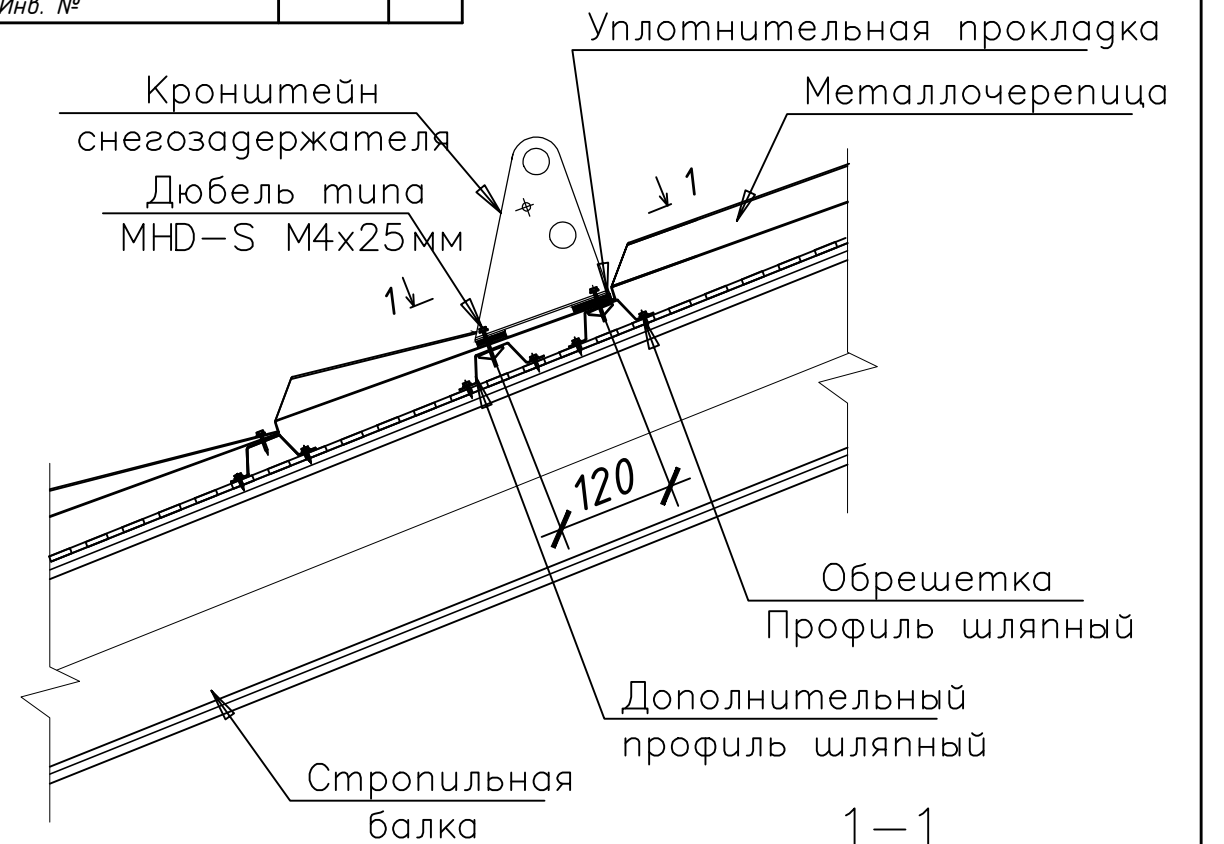 Инв. №
Уплотнительная прокладка
Кронштейн
снегозадержателя
Металлочерепица
Дюбель типа
MHD-S M4x25мм
1
1
120
Обрешетка
Профиль шляпный
Дополнительный
профиль шляпный
Стропильная
балка
1-1